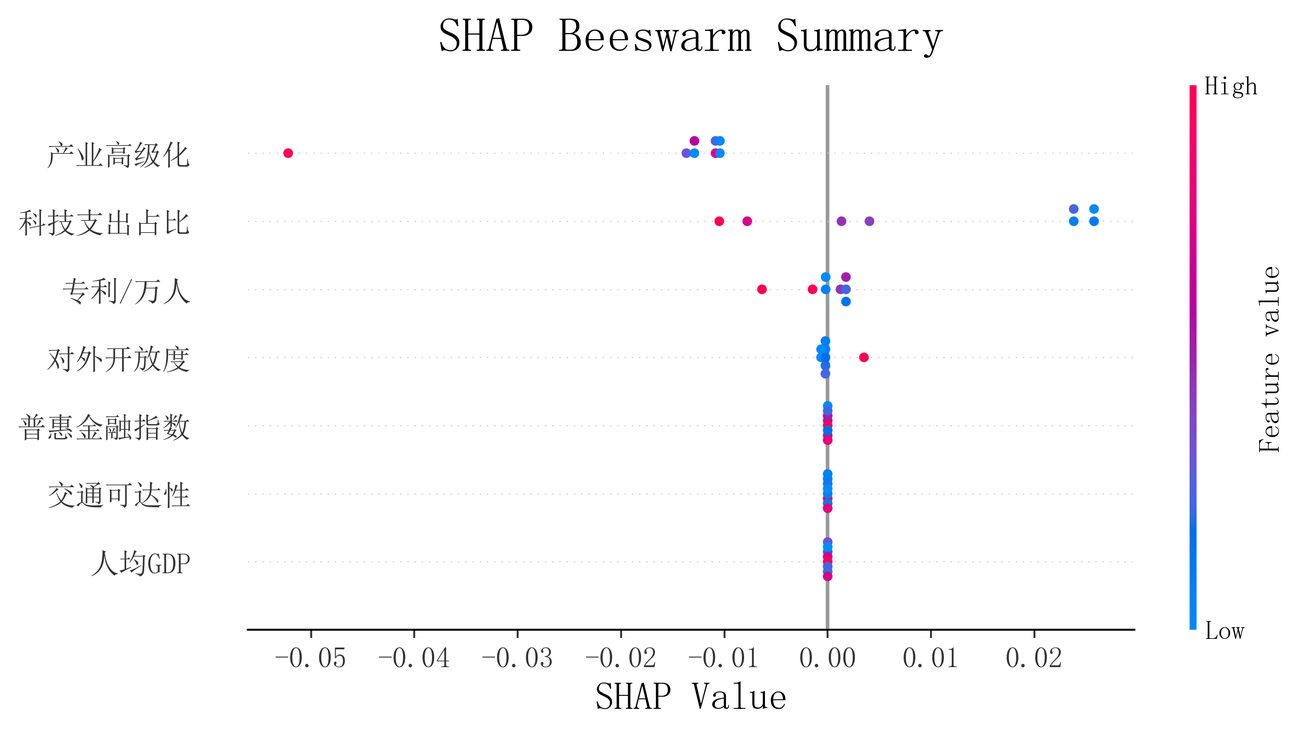 SHAP Beeswarm Summary
High
产业高级化
科技支出占比
专利/万人
对外开放度
普惠金融指数
交通可达性
人均GDP
Feature value
Low
−0.05 −0.04 −0.03 −0.02 −0.01 0.00 0.01 0.02
SHAP Value